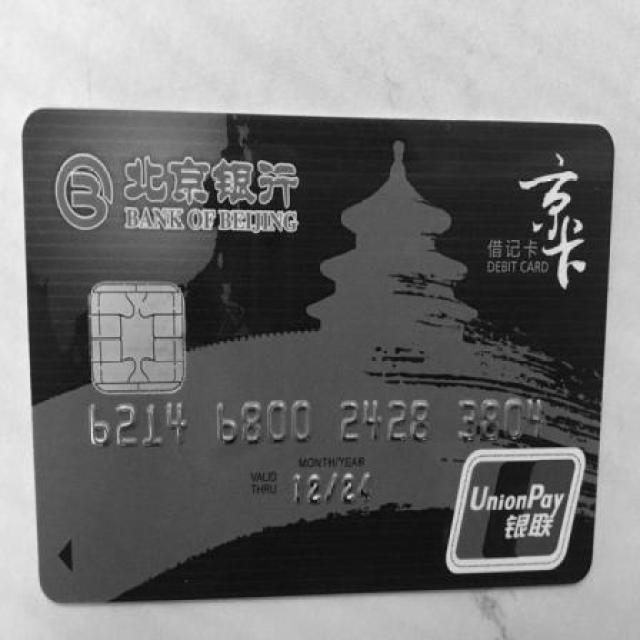 北京银行
BANK OF BEIJING
京卡
借记卡
DEBIT CARD
6214 6800 2428 3804
MONTH/YEAR
VALID
THRU
12/24
UnionPay
银联